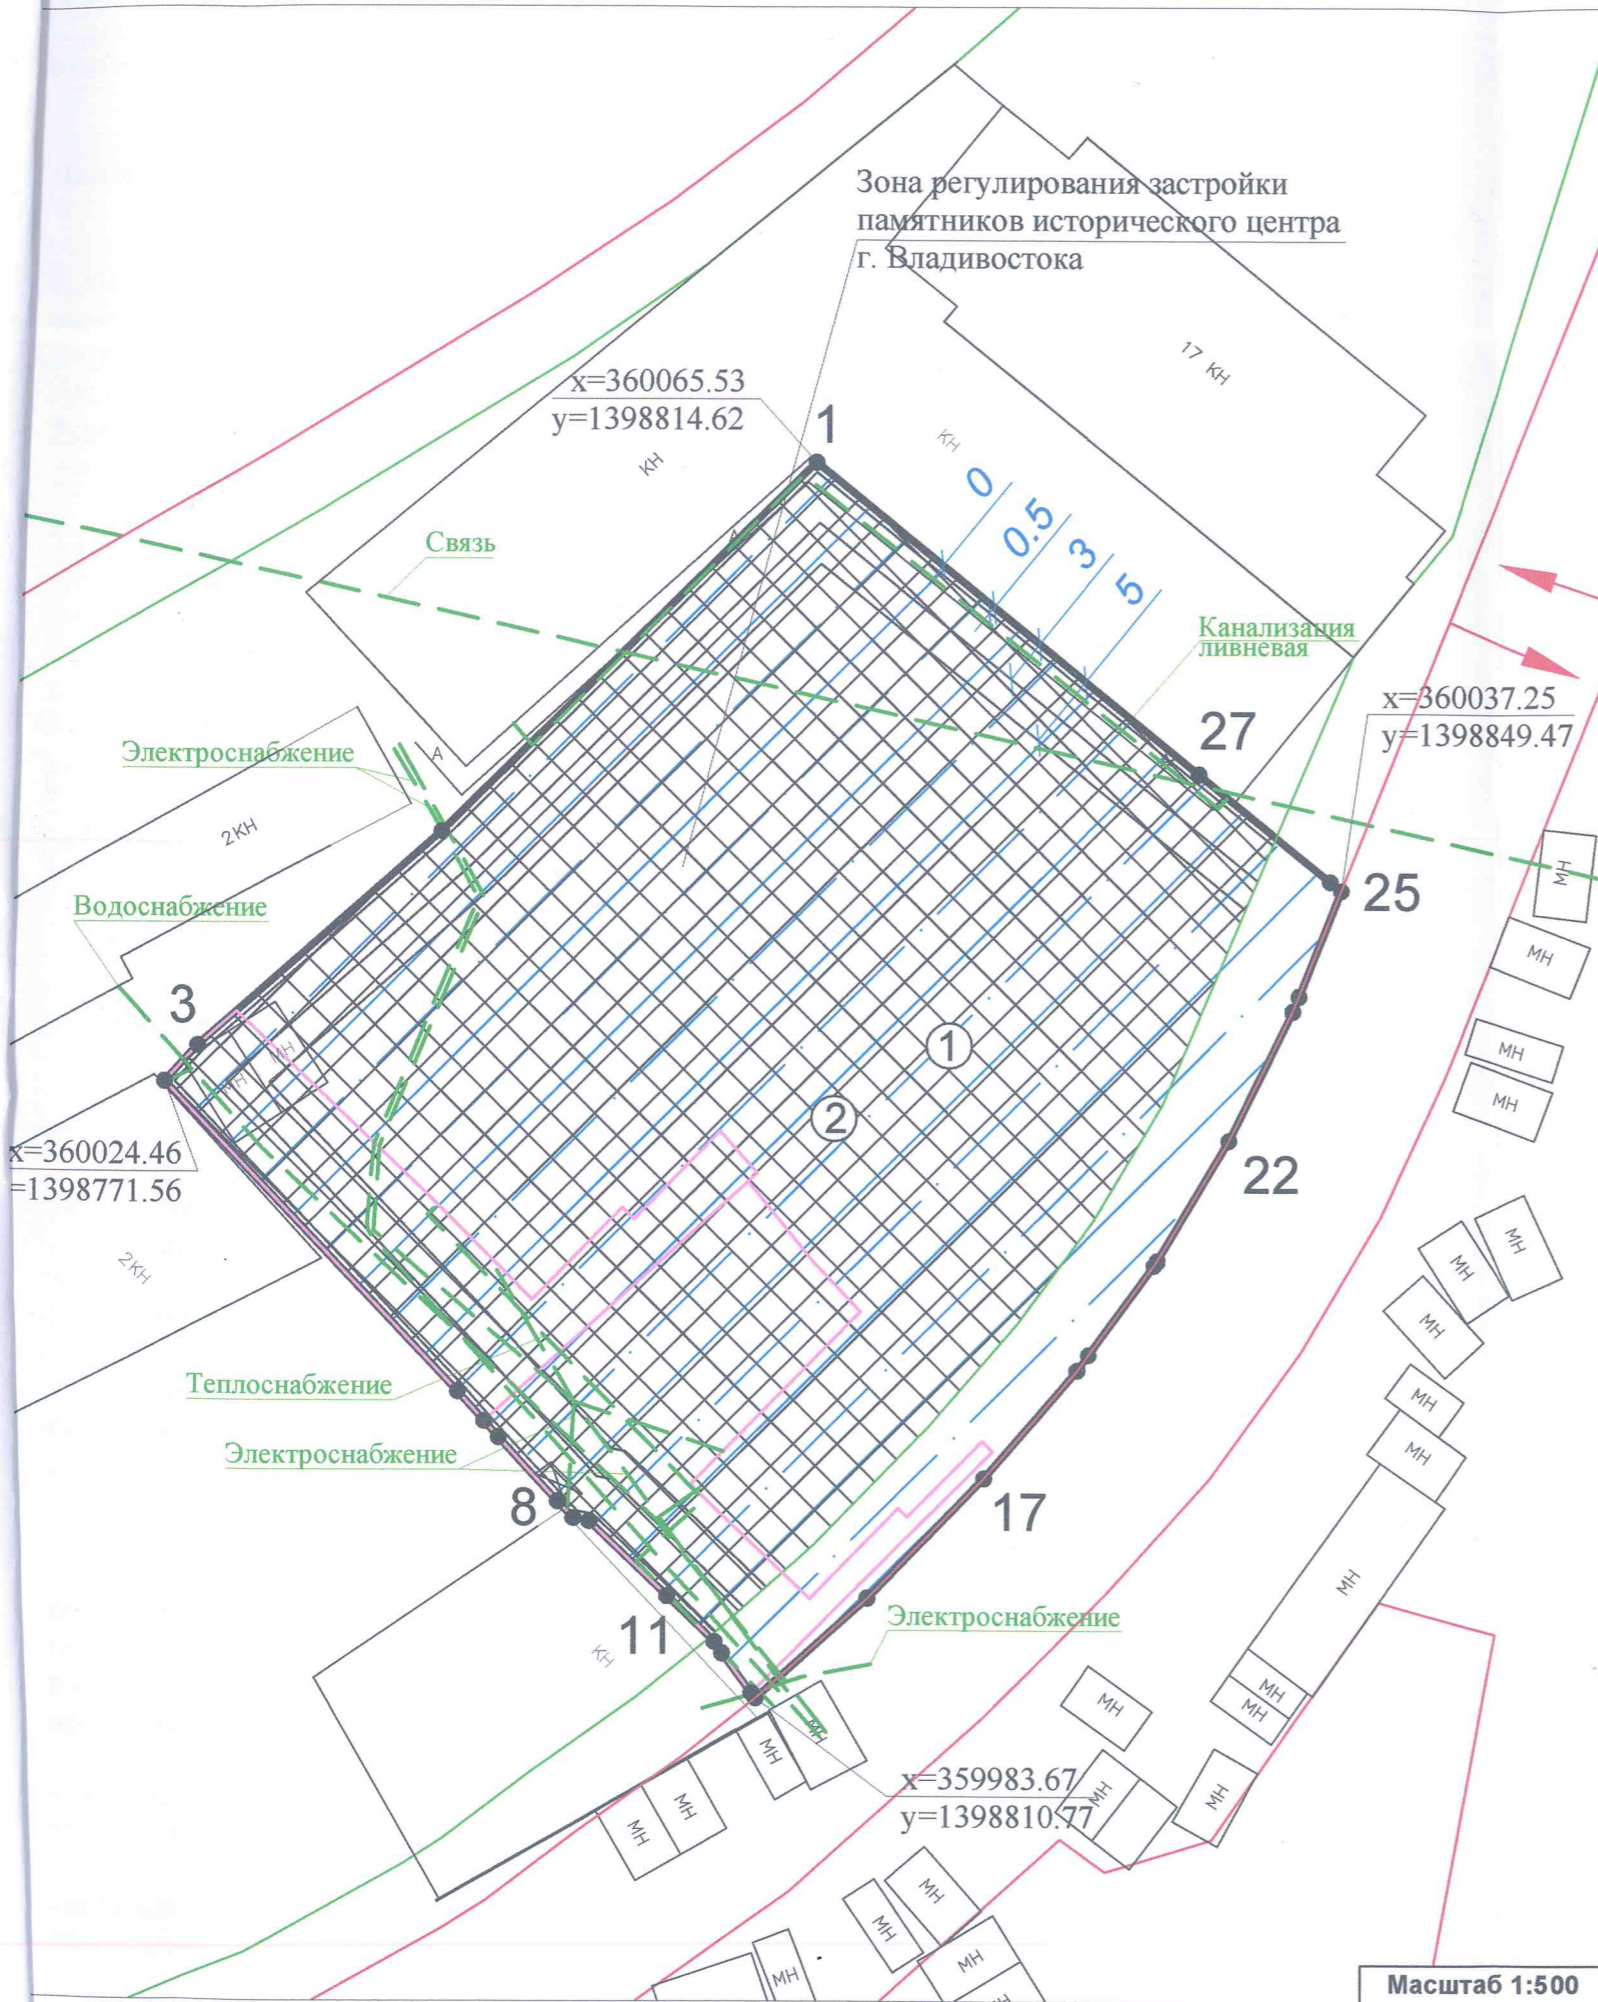 Зона регулирования застройки
памятников исторического центра
г. Владивостока
17 КН
x=360065.53
y=1398814.62
1
КН
КН
0
0.5
3
5
Связь
А
Канализация
ливневая
x=360037.25
y=1398849.47
27
Электроснабжение
А
2КН
25
МН
Водоснабжение
МН
3
МН
МН
МН
МН
1
2
x=360024.46
=1398771.56
22
2КН
МН
МН
МН
Теплоснабжение
МН
Электроснабжение
МН
8
17
МН
11
КН
Электроснабжение
МН
МН
МН
МН
МН
x=359983.67
y=1398810.77
МН
МН
МН
МН
МН
МН
МН
МН
Масштаб 1:500